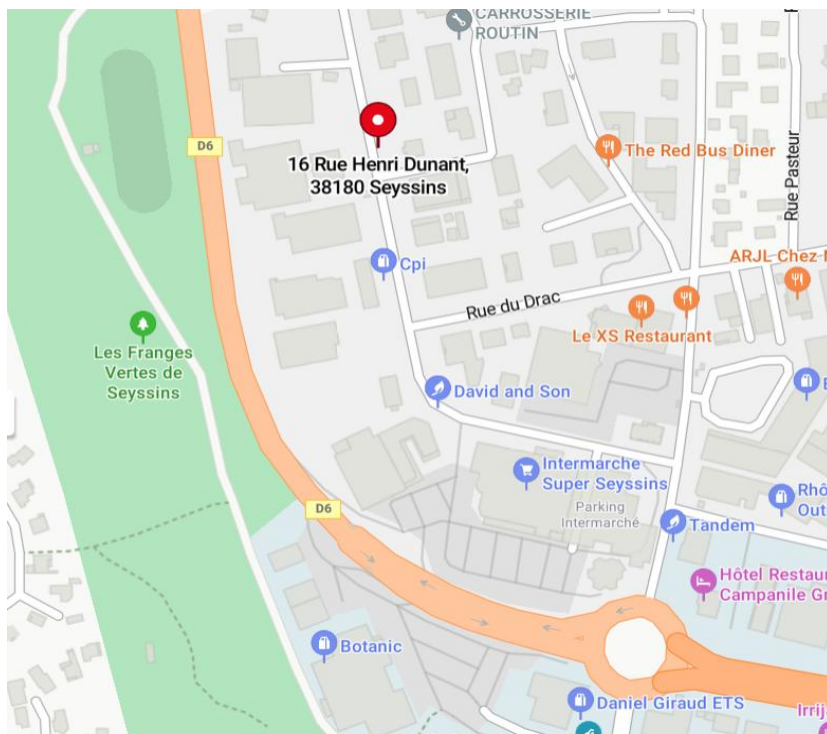 CARROSSERIE
ROUTIN
D6
The Red Bus Diner
16 Rue Henri Dunant,
38180 Seyssins
Rue Pasteur
Cpi
ARJL Chez
Rue du Drac
Le XS Restaurant
Les Franges
Vertes de
Seyssins
David and Son
Intermarche
Super Seyssins
Parking
Intermarché
D6
Tandem
Hôtel
Campanile
Botanic
Daniel Giraud ETS